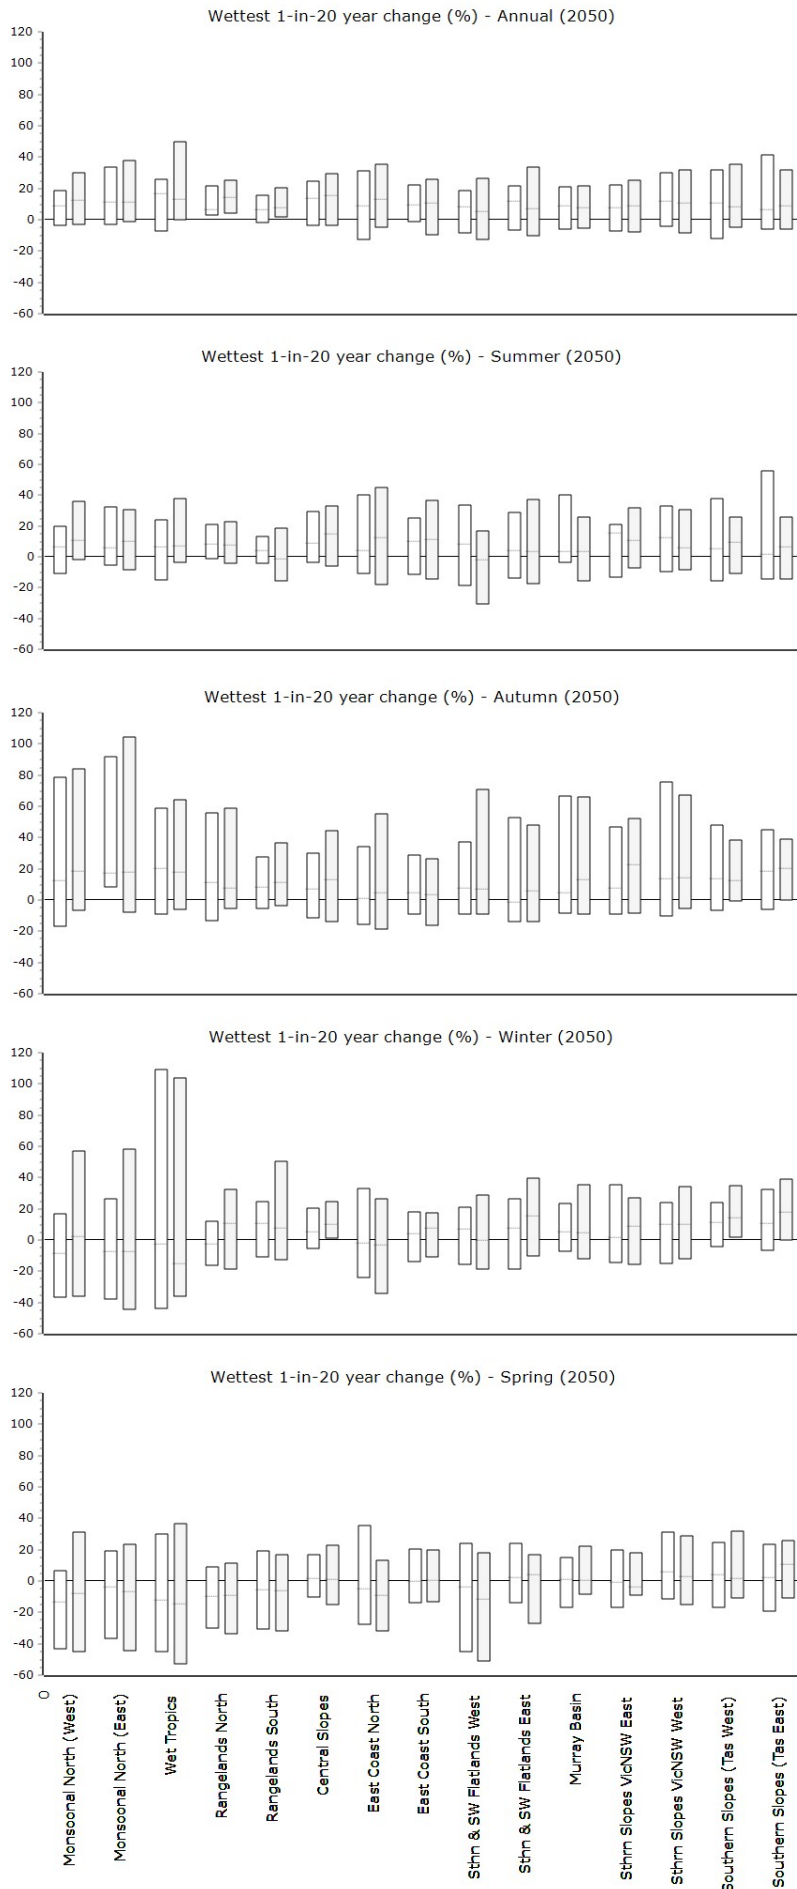 Wettest 1-in-20 year change (%) - Annual (2050)
120
100
80
60
40
20
0
-20
-40
-60
Wettest 1-in-20 year change (%) - Summer (2050)
120
100
80
60
40
20
0
-20
-40
-60
Wettest 1-in-20 year change (%) - Autumn (2050)
120
100
80
60
40
20
0
-20
-40
-60
Wettest 1-in-20 year change (%) - Winter (2050)
120
100
80
60
40
20
0
-20
-40
-60
Wettest 1-in-20 year change (%) - Spring (2050)
120
100
80
60
40
20
0
-20
-40
-60
0
Monsoonal North (West)
Monsoonal North (East)
Wet Tropics
Rangelands North
Rangelands South
Central Slopes
East Coast North
East Coast South
Sthn & SW Flatlands West
Sthn & SW Flatlands East
Murray Basin
Sthrn Slopes VicNSW East
Sthrn Slopes VicNSW West
Southern Slopes (Tas West)
Southern Slopes (Tas East)